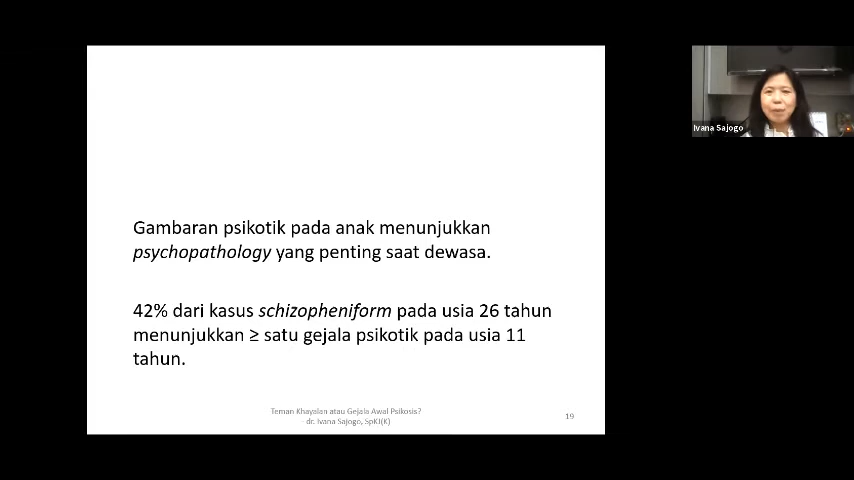 Gambaran psikotik pada anak menunjukkan
psychopathology yang penting saat dewasa.
42% dari kasus schizopheniform pada usia 26 tahun
menunjukkan ≥ satu gejala psikotik pada usia 11
tahun.
Teman Khayalan atau Gejala Awal Psikosis?
- dr. Ivana Sajogo, SpKJ(K)
19
Ivana Sajogo